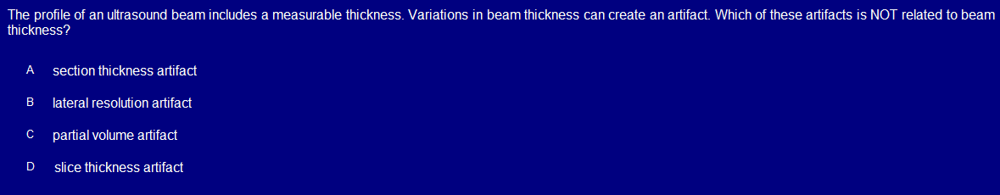 The profile of an ultrasound beam includes a measurable thickness. Variations in beam thickness can create an artifact. Which of these artifacts is NOT related to beam
thickness?
A section thickness artifact
B lateral resolution artifact
C partial volume artifact
D slice thickness artifact